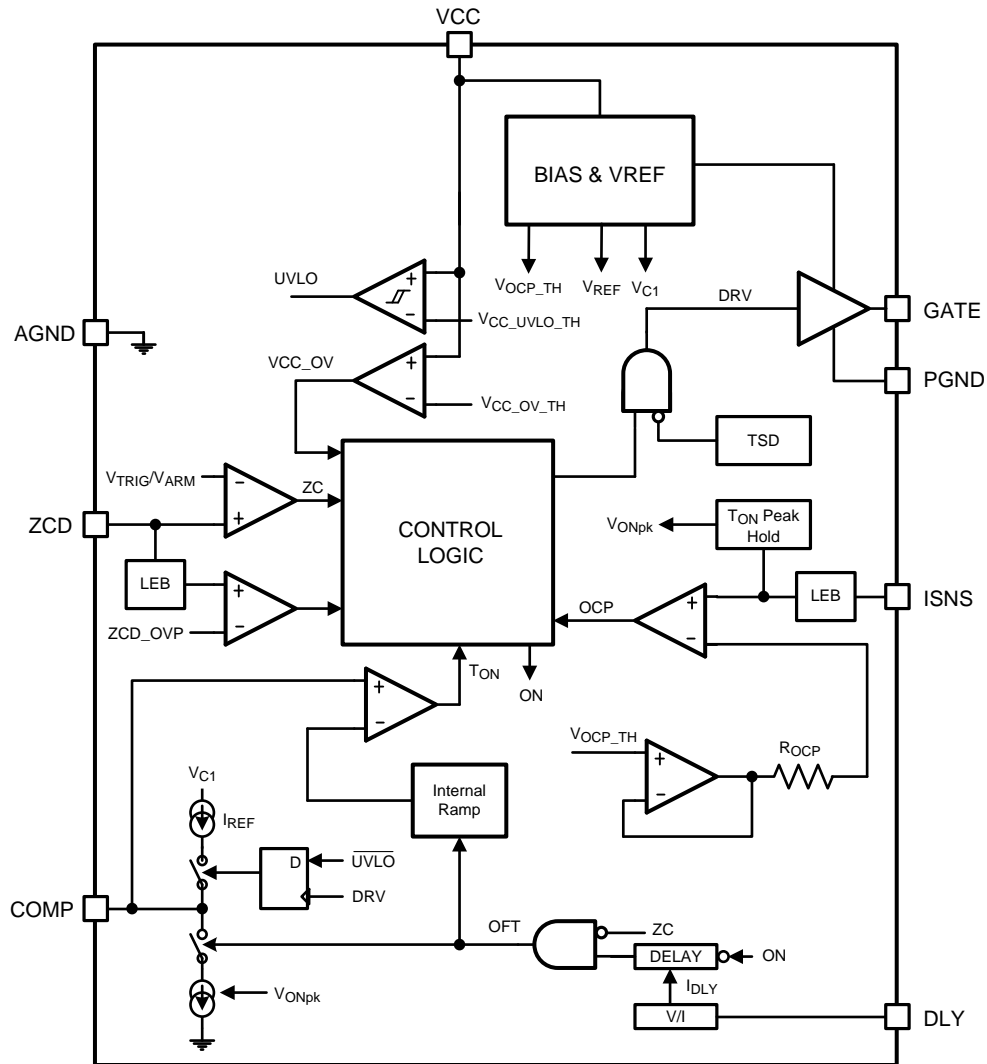 VCC
BIAS & VREF
UVLO
+
−
VCC_UVLO_TH
VOCP_TH
VREF
VC1
DRV
GATE
AGND
VCC_OV
+
−
VCC_OV_TH
PGND
TSD
VTRIG/VARM
−
+
ZC
ZCD
CONTROL
LOGIC
VONpk
TON Peak
Hold
LEB
+
−
ZCD_OVP
OCP
+
−
LEB
ISNS
TON
ON
+
−
VOCP_TH
+
−
ROCP
VC1
IREF
Internal
Ramp
D
UVLO
DRV
COMP
OFT
ZC
DELAY
ON
IDLY
VONpk
V/I
DLY